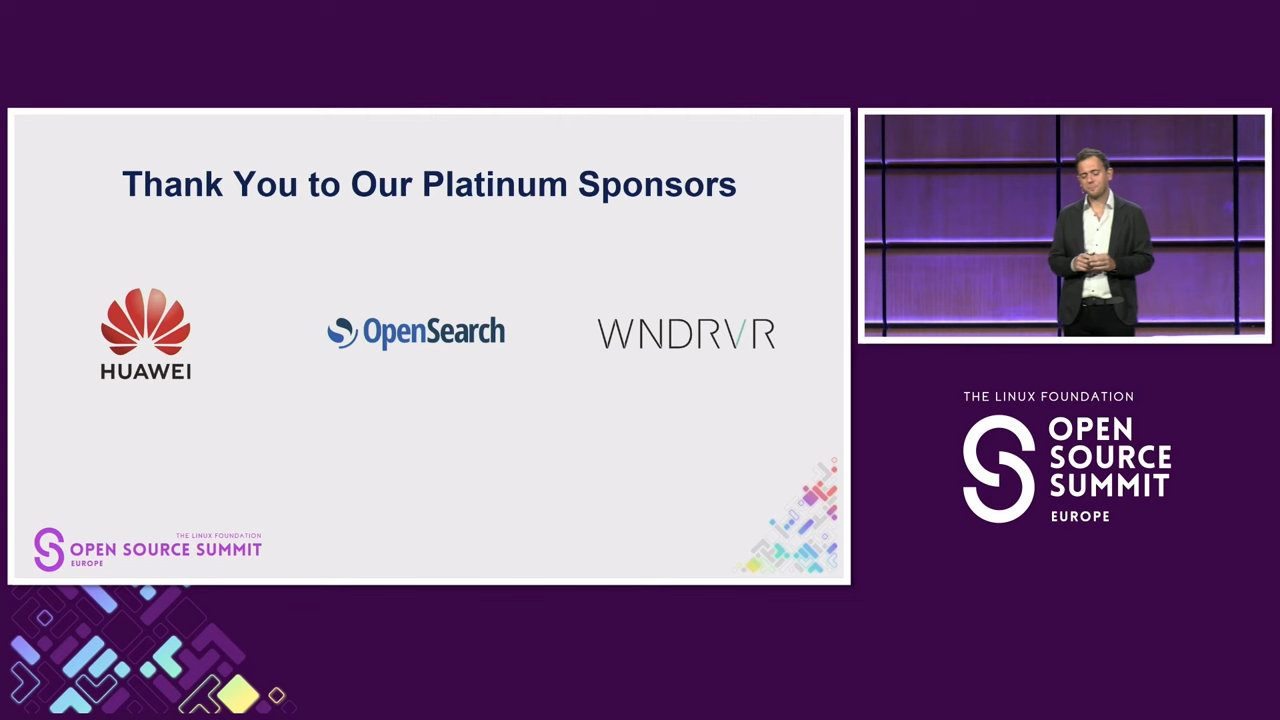 Thank You to Our Platinum Sponsors
HUAWEI
OpenSearch
WNDRVR
THE LINUX FOUNDATION
OPEN SOURCE SUMMIT
EUROPE
THE LINUX FOUNDATION
OPEN
SOURCE
SUMMIT
EUROPE